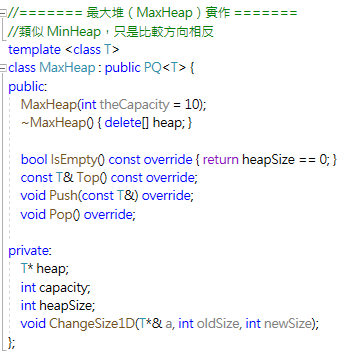 //======= 最大堆（MaxHeap）實作 =======
//類似 MinHeap，只是比較方向相反
template <class T>
class MaxHeap : public PQ<T> {
public:
MaxHeap(int theCapacity = 10);
~MaxHeap() { delete[] heap; }
bool IsEmpty() const override { return heapSize == 0; }
const T& Top() const override;
void Push(const T&) override;
void Pop() override;
private:
T* heap;
int capacity;
int heapSize;
void ChangeSize1D(T*& a, int oldSize, int newSize);
};